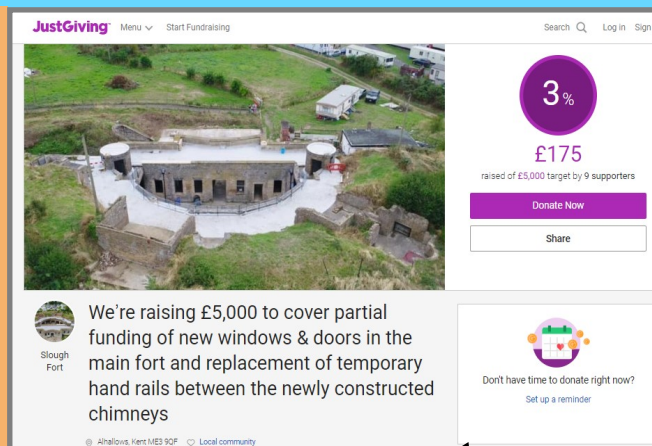 JustGiving™ Menu Start Fundraising Search Log in Sign
3%
£175
raised of £5,000 target by 9 supporters
Donate Now
Share
Slough
Fort
We're raising £5,000 to cover partial
funding of new windows & doors in the
main fort and replacement of temporary
hand rails between the newly constructed
chimneys
Allhallows, Kent ME3 9QF Local community
Don't have time to donate right now?
Set up a reminder